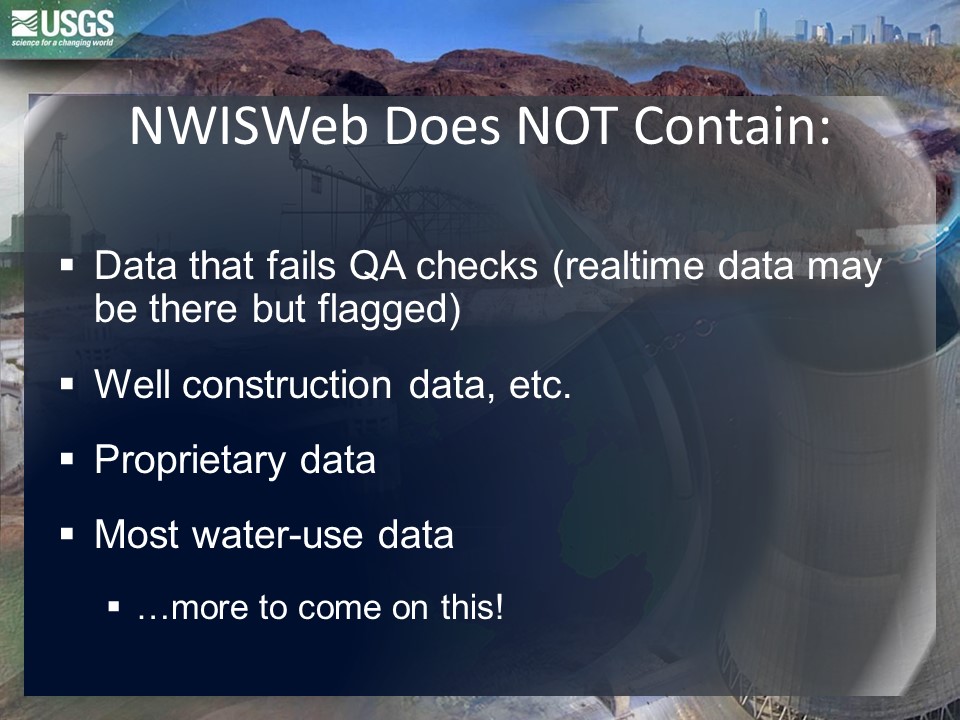 USGS
science for a changing world
NWISWeb Does NOT Contain:
▪ Data that fails QA checks (realtime data may
be there but flagged)
▪ Well construction data, etc.
▪ Proprietary data
▪ Most water-use data
▪ …more to come on this!